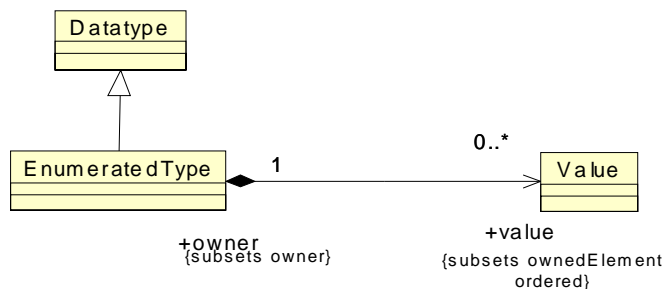 Datatype
EnumeratedType
1
0..*
Value
+owner
{subsets owner}
+value
{subsets ownedElement
ordered}